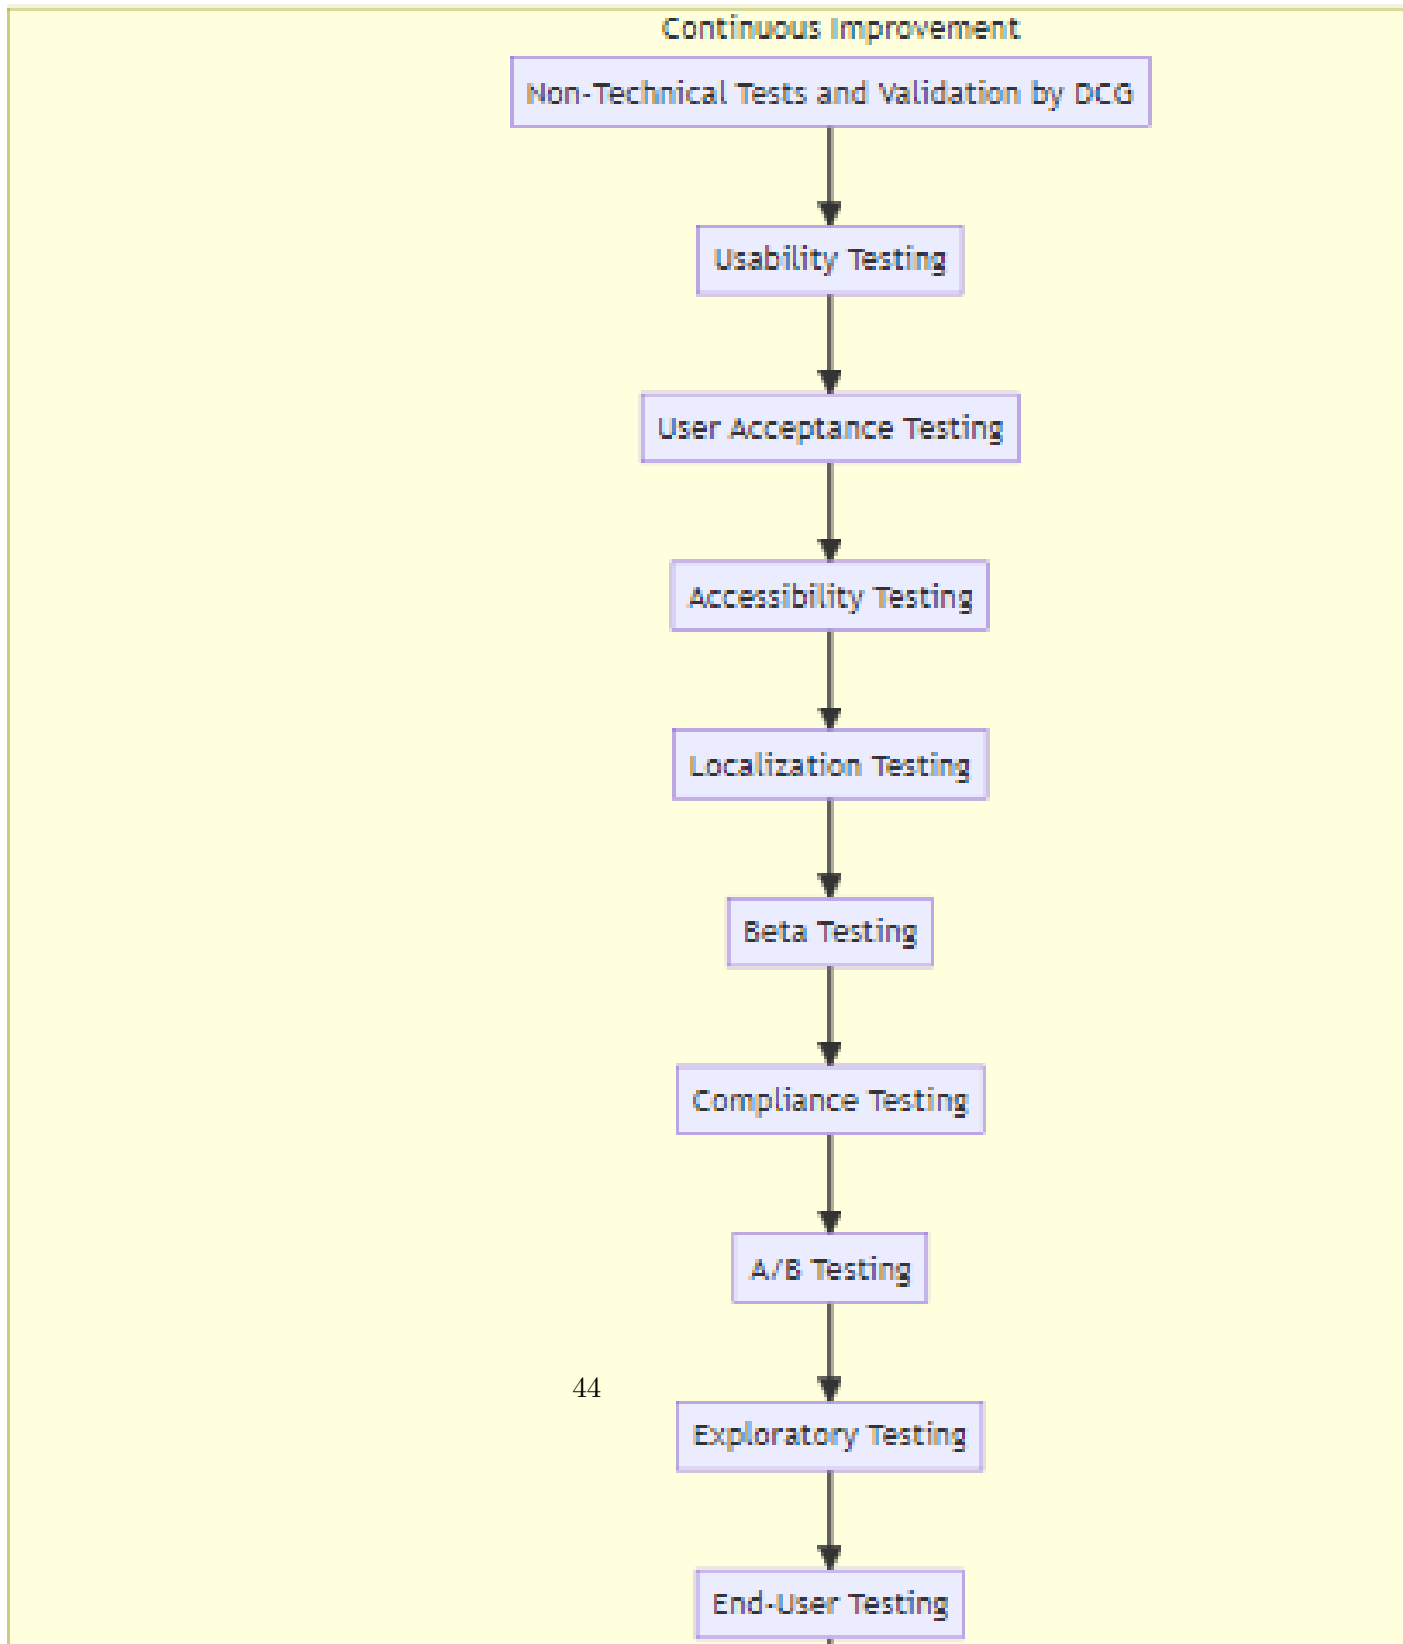 Continuous Improvement
Non-Technical Tests and Validation by DCG
Usability Testing
User Acceptance Testing
Accessibility Testing
Localization Testing
Beta Testing
Compliance Testing
A/B Testing
44
Exploratory Testing
End-User Testing